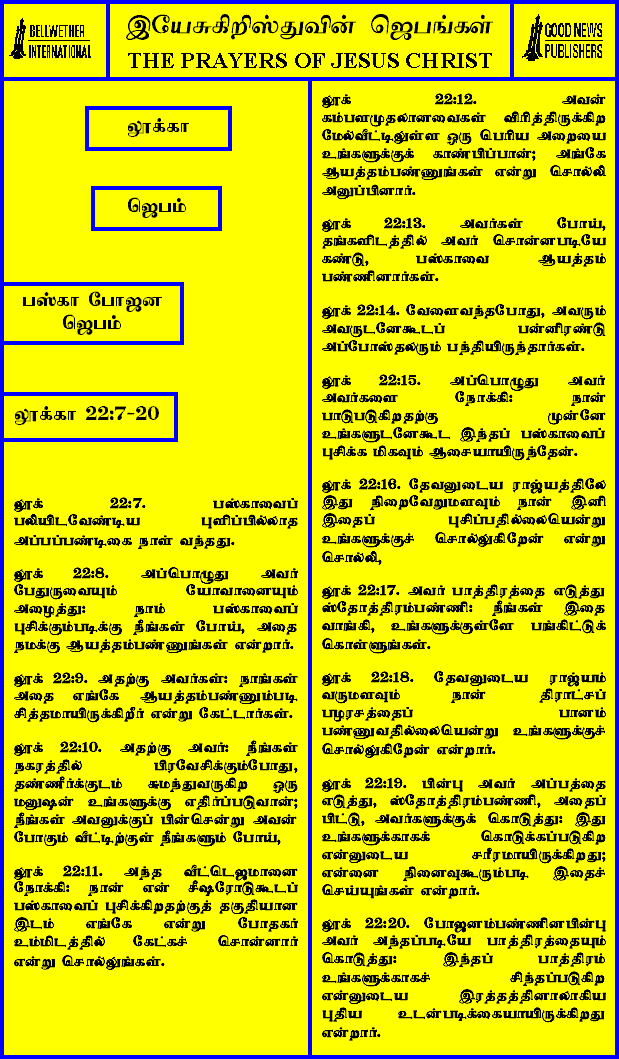 BELLWETHER
INTERNATIONAL
இயேசுகிறிஸ்துவின் ஜெபங்கள்
THE PRAYERS OF JESUS CHRIST
GOOD NEWS
PUBLISHERS
லூக்கா
ஜெபம்
பஸ்கா போஜன
ஜெபம்
லூக்கா 22:7-20
லூக் 22:7. பஸ்காவைப்
பலியிடவேண்டிய புளிப்பில்லாத
அப்பப்பண்டிகை நாள் வந்தது.
லூக் 22:8. அப்பொழுது அவர்
பேதுருவையும் யோவானையும்
அழைத்து: நாம் பஸ்காவைப்
புசிக்கும்படிக்கு நீங்கள் போய், அதை
நமக்கு ஆயத்தம்பண்ணுங்கள் என்றார்.
லூக் 22:9. அதற்கு அவர்கள்: நாங்கள்
அதை எங்கே ஆயத்தம்பண்ணும்படி
சித்தமாயிருக்கிறீர் என்று கேட்டார்கள்.
லூக் 22:10. அதற்கு அவர்: நீங்கள்
நகரத்தில் பிரவேசிக்கும்போது,
தண்ணீர்க்குடம் சுமந்துவருகிற ஒரு
மனுஷன் உங்களுக்கு எதிர்ப்படுவான்;
நீங்கள் அவனுக்குப் பின்சென்று அவன்
போகும் வீட்டிற்குள் நீங்களும் போய்,
லூக் 22:11. அந்த வீட்டெஜமானை
நோக்கி: நான் என் சீஷரோடுகூடப்
பஸ்காவைப் புசிக்கிறதற்குத் தகுதியான
இடம் எங்கே என்று போதகர்
உம்மிடத்தில் கேட்கச் சொன்னார்
என்று சொல்லுங்கள்.
லூக் 22:12. அவன்
கம்பளமுதலானவைகள் விரித்திருக்கிற
மேல்வீட்டிலுள்ள ஒரு பெரிய அறையை
உங்களுக்குக் காண்பிப்பான்; அங்கே
ஆயத்தம்பண்ணுங்கள் என்று சொல்லி
அனுப்பினார்.
லூக் 22:13. அவர்கள் போய்,
தங்களிடத்தில் அவர் சொன்னபடியே
கண்டு, பஸ்காவை ஆயத்தம்
பண்ணினார்கள்.
லூக் 22:14. வேளைவந்தபோது, அவரும்
அவருடனேகூடப் பன்னிரண்டு
அப்போஸ்தலரும் பந்தியிருந்தார்கள்.
லூக் 22:15. அப்பொழுது அவர்
அவர்களை நோக்கி: நான்
பாடுபடுகிறதற்கு முன்னே
உங்களுடனேகூட இந்தப் பஸ்காவைப்
புசிக்க மிகவும் ஆசையாயிருந்தேன்.
லூக் 22:16. தேவனுடைய ராஜ்யத்திலே
இது நிறைவேறுமளவும் நான் இனி
இதைப் புசிப்பதில்லையென்று
உங்களுக்குச் சொல்லுகிறேன் என்று
சொல்லி,
லூக் 22:17. அவர் பாத்திரத்தை எடுத்து
ஸ்தோத்திரம்பண்ணி: நீங்கள் இதை
வாங்கி, உங்களுக்குள்ளே பங்கிட்டுக்
கொள்ளுங்கள்.
லூக் 22:18. தேவனுடைய ராஜ்யம்
வருமளவும் நான் திராட்சப்
பழரசத்தைப் பானம்
பண்ணுவதில்லையென்று உங்களுக்குச்
சொல்லுகிறேன் என்றார்.
லூக் 22:19. பின்பு அவர் அப்பத்தை
எடுத்து, ஸ்தோத்திரம்பண்ணி, அதைப்
பிட்டு, அவர்களுக்குக் கொடுத்து: இது
உங்களுக்காகக் கொடுக்கப்படுகிற
என்னுடைய சரீரமாயிருக்கிறது;
என்னை நினைவுகூரும்படி இதைச்
செய்யுங்கள் என்றார்.
லூக் 22:20. போஜனம்பண்ணினபின்பு
அவர் அந்தப்படியே பாத்திரத்தையும்
கொடுத்து: இந்தப் பாத்திரம்
உங்களுக்காகச் சிந்தப்படுகிற
என்னுடைய இரத்தத்தினாலாகிய
புதிய உடன்படிக்கையாயிருக்கிறது
என்றார்.